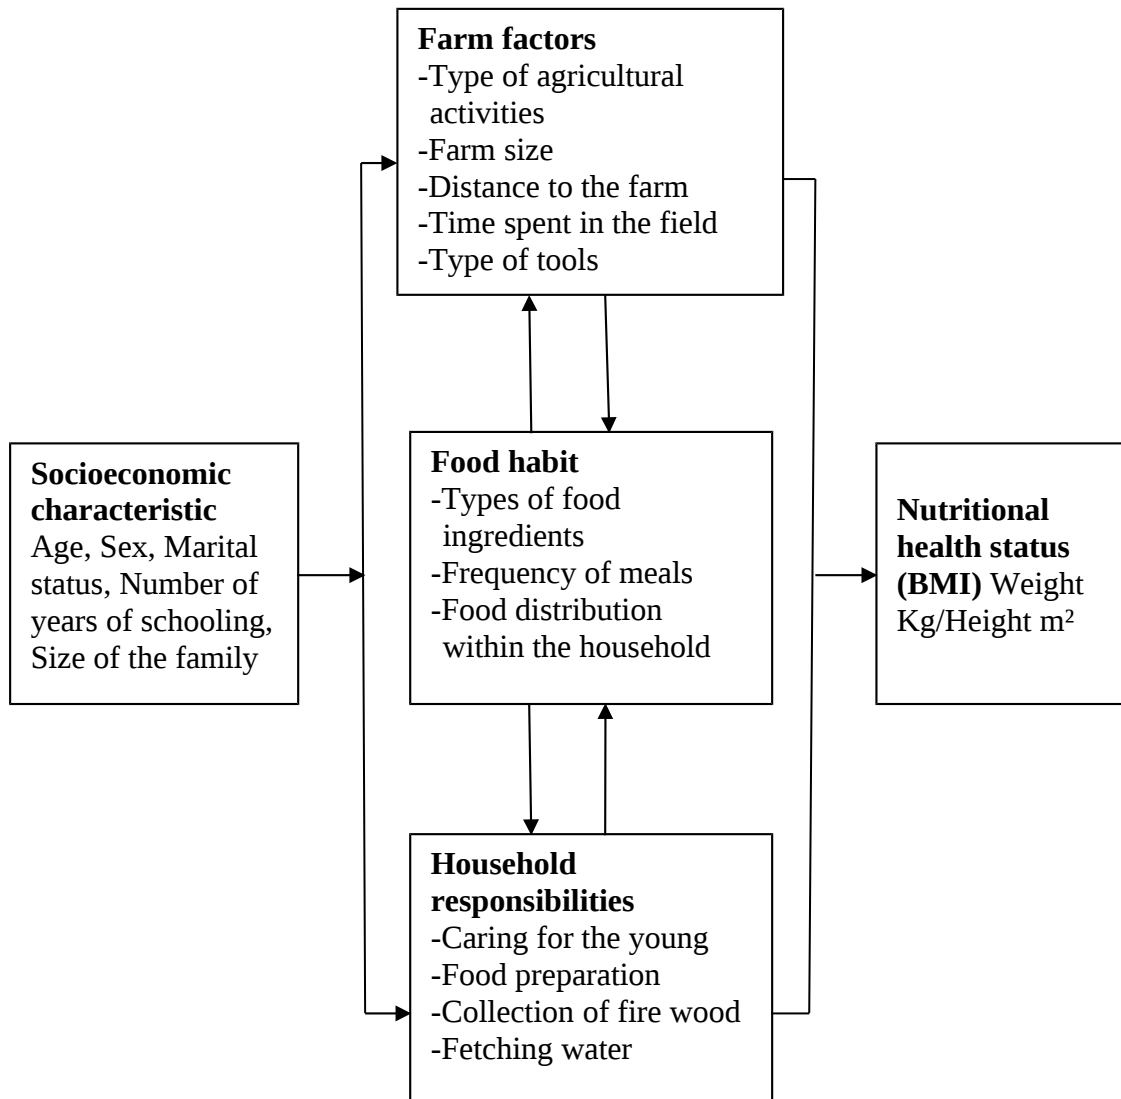 Farm factors
-Type of agricultural
activities
-Farm size
-Distance to the farm
-Time spent in the field
-Type of tools
Socioeconomic
characteristic
Age, Sex, Marital
status, Number of
years of schooling,
Size of the family
Food habit
-Types of food
ingredients
-Frequency of meals
-Food distribution
within the household
Nutritional
health status
(BMI) Weight
Kg/Height m²
Household
responsibilities
-Caring for the young
-Food preparation
-Collection of fire wood
-Fetching water